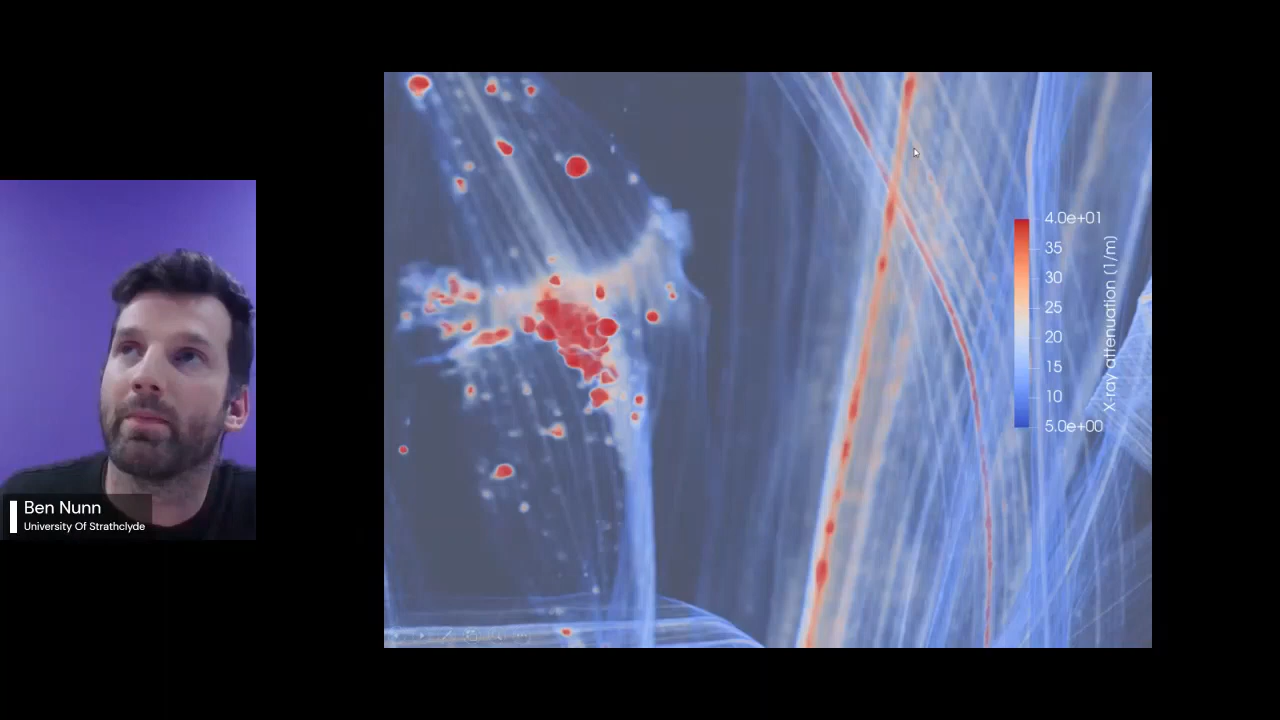 Ben Nunn
University Of Strathclyde
4.0e+01
35
30
25
20
15
10
5.0e+00
X-ray attenuation (1/m)